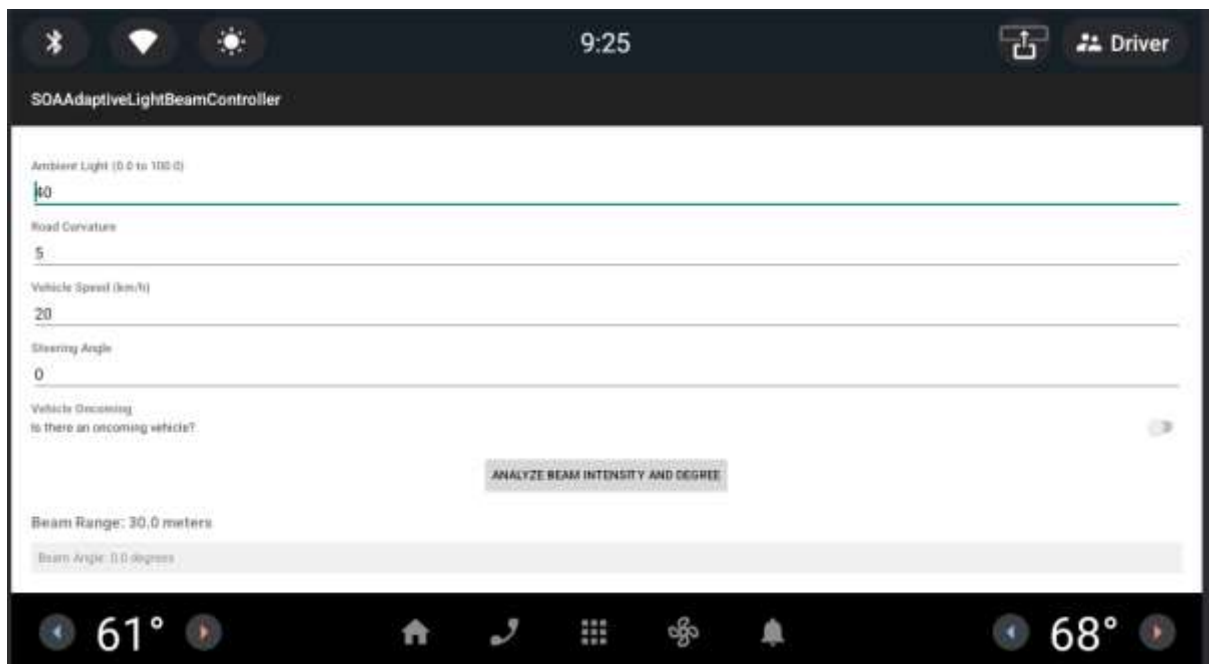 9:25
Driver
SOAAdaptiveLightBeamController
Ambient Light (0.0 to 100.0)
40
Road Curvature
5
Vehicle Speed (km/h)
20
Steering Angle
0
Vehicle Oncoming
Is there an oncoming vehicle?
ANALYZE BEAM INTENSITY AND DEGREE
Beam Range: 30.0 meters
Beam Angle: 0.0 degrees
61° 68°